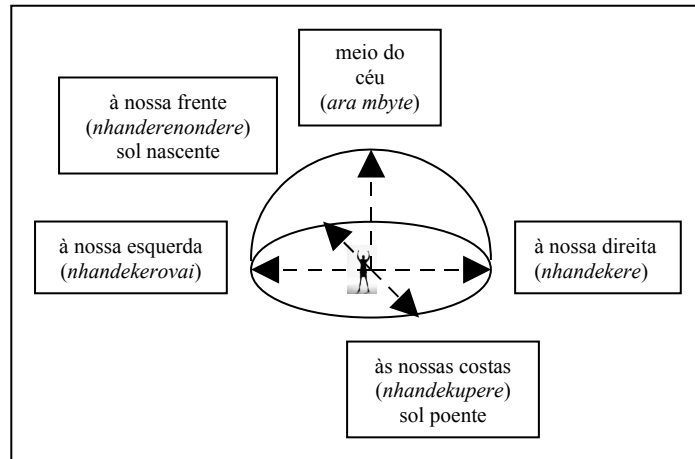 meio do
céu
(ara mbyte)
à nossa frente
(nhanderenondere)
sol nascente
à nossa esquerda
(nhandekerovai)
à nossa direita
(nhandekere)
às nossas costas
(nhandekupere)
sol poente